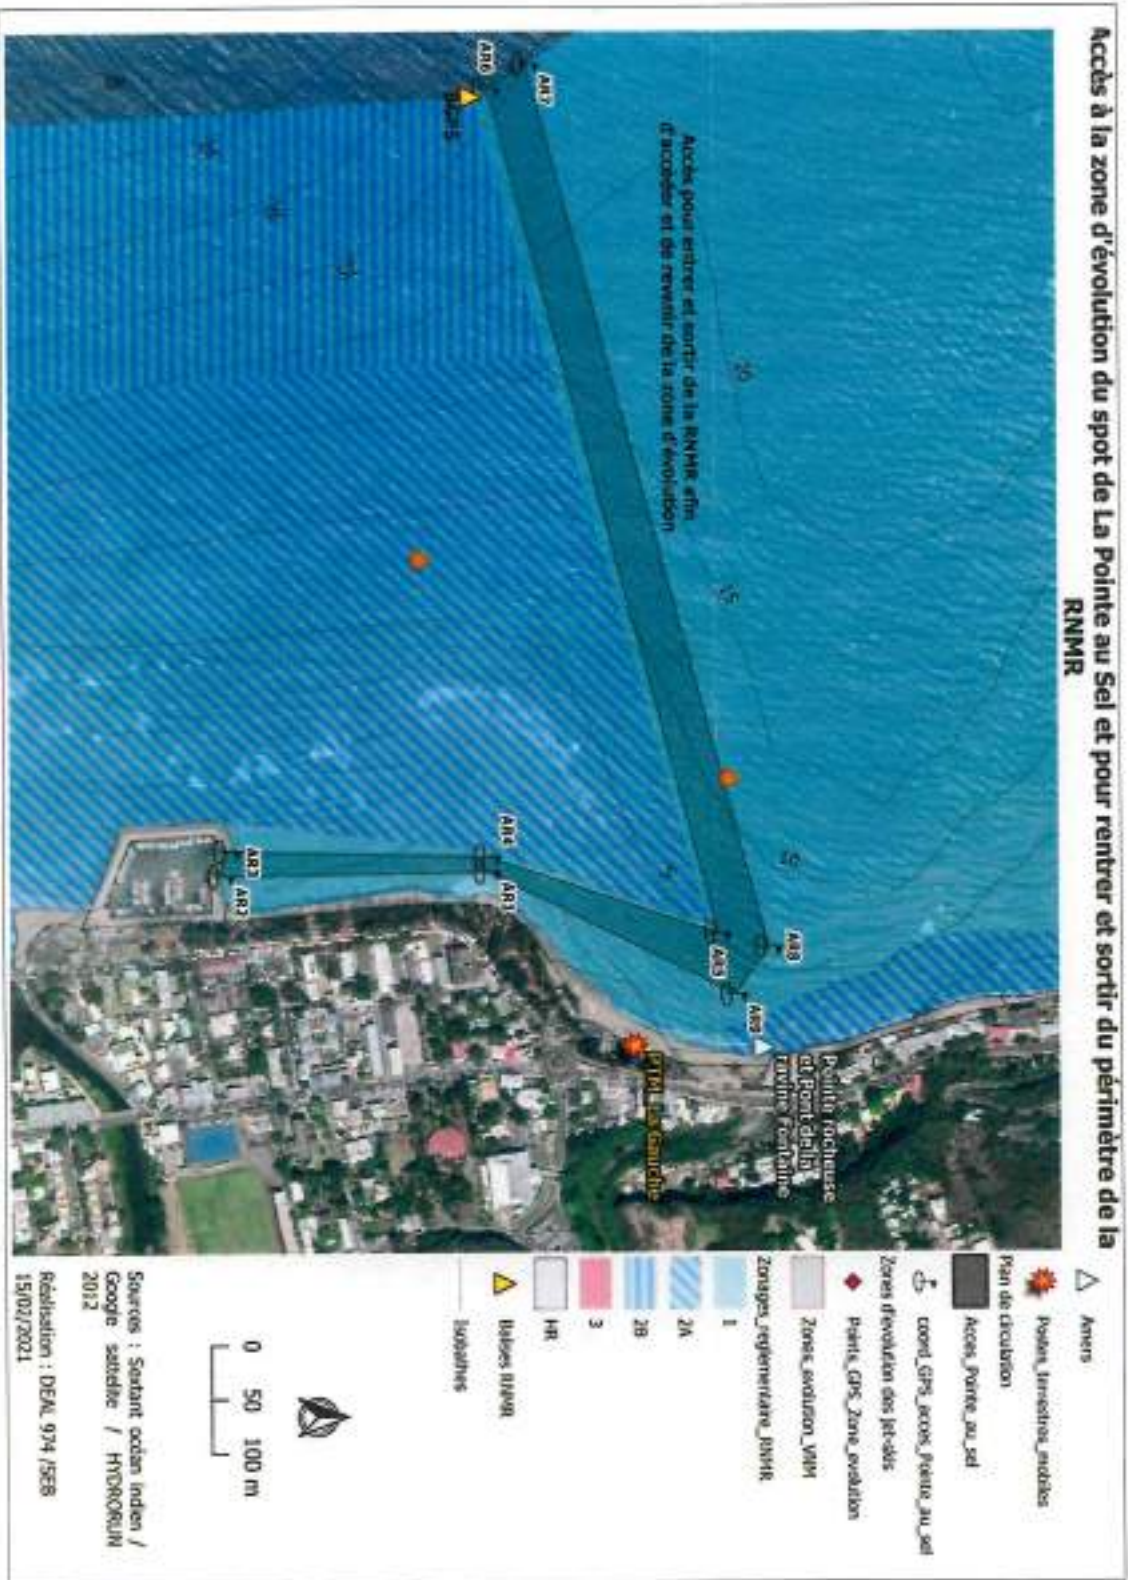 Accès à la zone d'évolution du spot de La Pointe au Sel et pour rentrer et sortir du périmètre de la
RNMR
AR7
AR6
Accès pour entrer et sortir de la RNMR afin
d'accéder et de revenir de la zone d'évolution
20
15
10
AR8
AR5
AR9
AR4
AR1
AR3
AR2
Pointe rocheuse
et Pont de la
ravine Fontaine
PTM La Gauche
Amers
Postes_terrestres_mobiles
Plan de circulation
Acces_Pointe_au_sel
coord_GPS_acces_Pointe_au_sel
Zones d'évolution des jet-skis
Points_GPS_Zone_evolution
Zones_evolution_VNM
Zonages_reglementaire_RNMR
1
2A
2B
3
HR
Balises RNMR
Isobathes
0 50 100 m
Sources : Sextant océan indien /
Google satellite / HYDRORUN
2012
Réalisation : DEAL 974 /SEB
15/02/2021